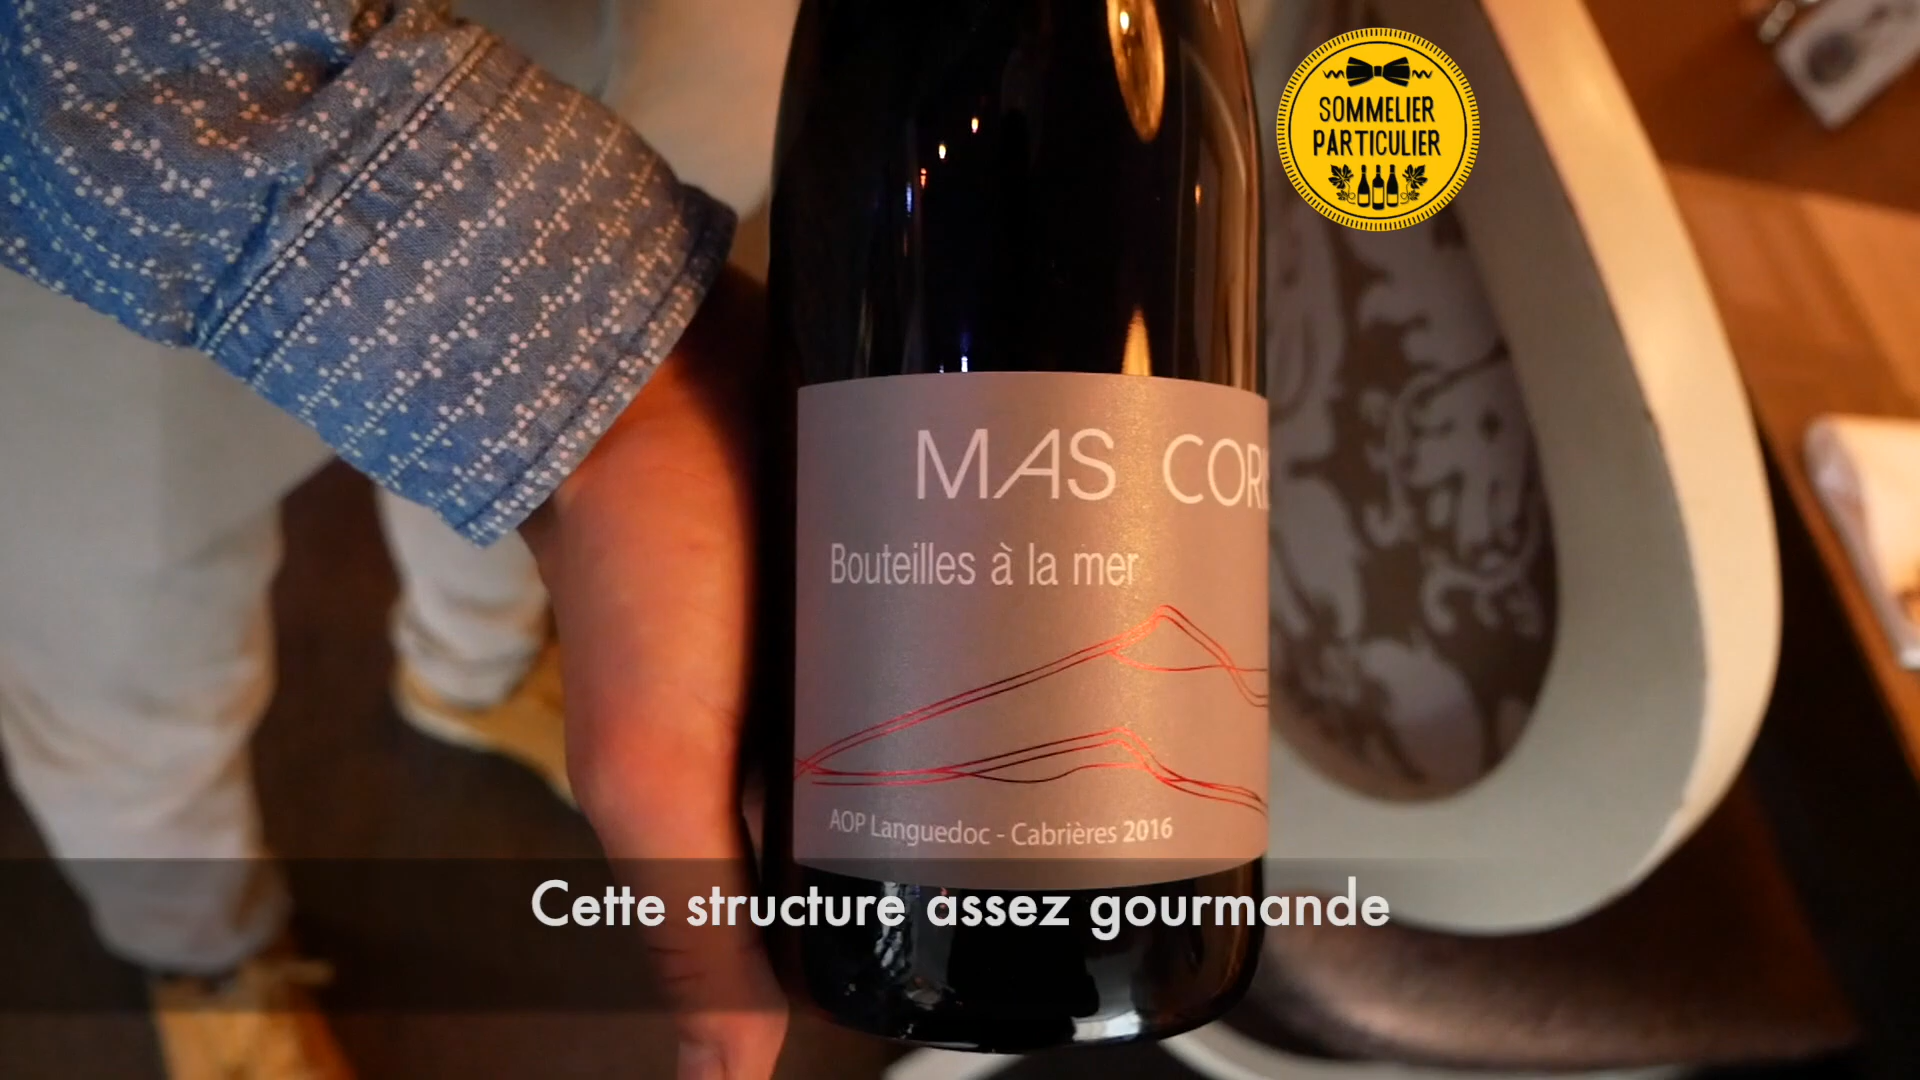 SOMMELIER
PARTICULIER
MAS
Bouteilles à la mer
AOP Languedoc - Cabrières 2016
Cette structure assez gourmande